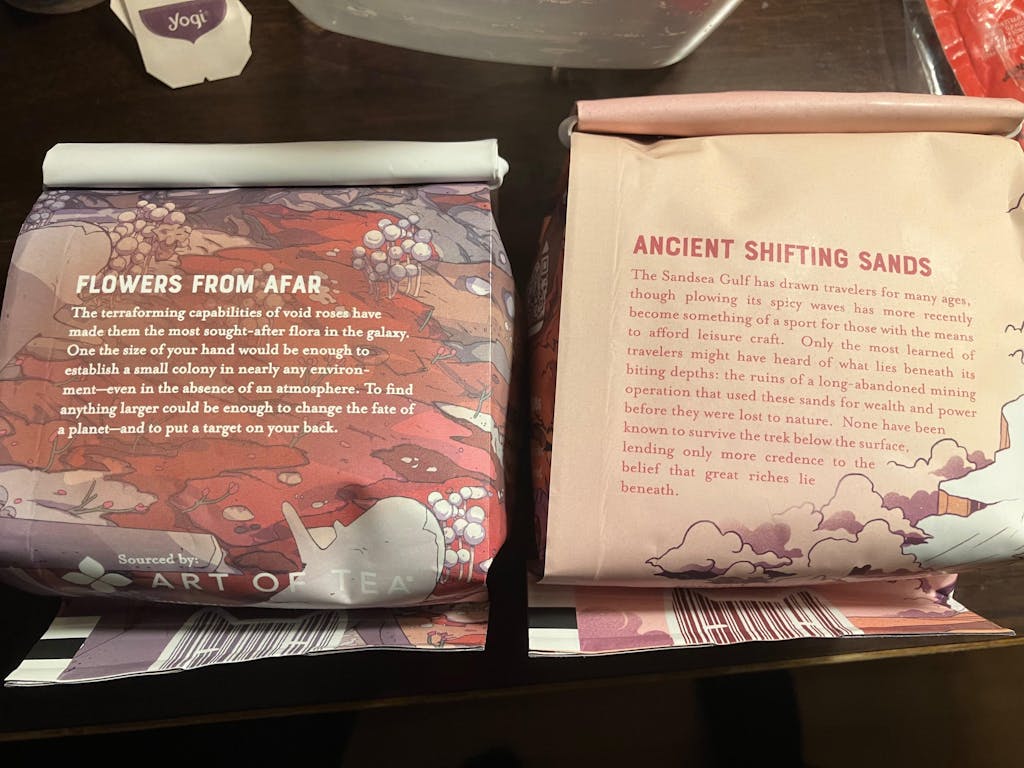 yogi
FLOWERS FROM AFAR
The terraforming capabilities of void roses have
made them the most sought-after flora in the galaxy.
One the size of your hand would be enough to
establish a small colony in nearly any environ-
ment—even in the absence of an atmosphere. To find
anything larger could be enough to change the fate of
a planet—and to put a target on your back.
Sourced by:
ART OF TEA
ANCIENT SHIFTING SANDS
The Sandsea Gulf has drawn travelers for many ages,
though plowing its spicy waves has more recently
become something of a sport for those with the means
to afford leisure craft. Only the most learned of
travelers might have heard of what lies beneath its
biting depths: the ruins of a long-abandoned mining
operation that used these sands for wealth and power
before they were lost to nature. None have been
known to survive the trek below the surface,
lending only more credence to the
belief that great riches lie
beneath.